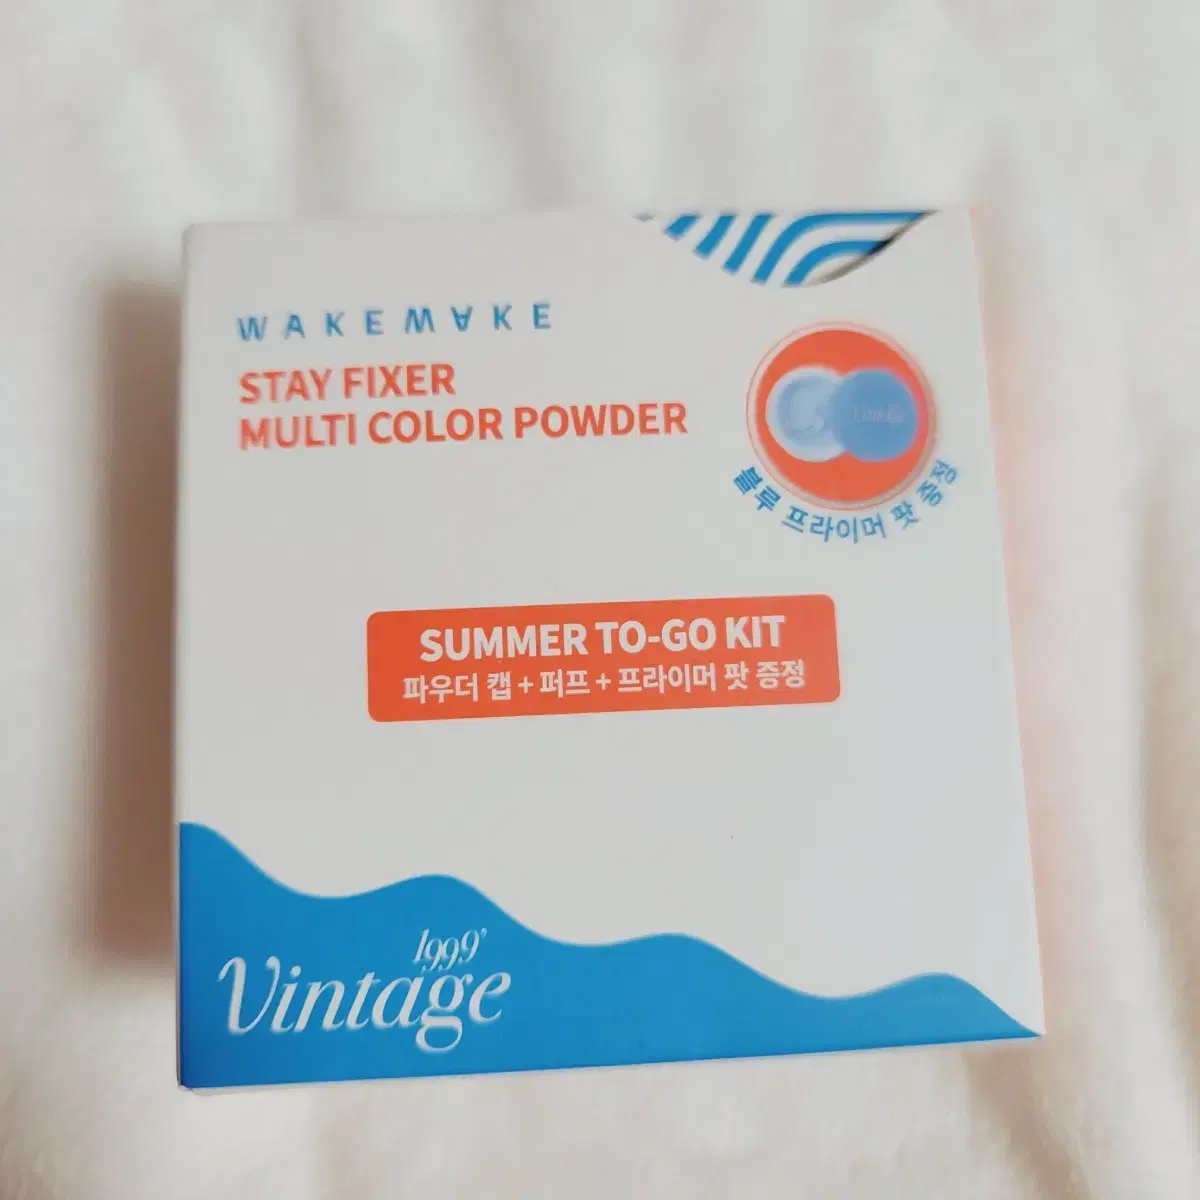 WAKEMAKE
STAY FIXER
MULTI COLOR POWDER
블루 프라이머 팟 증정
SUMMER TO-GO KIT
파우더 캡 + 퍼프 + 프라이머 팟 증정
1999'
Vintage